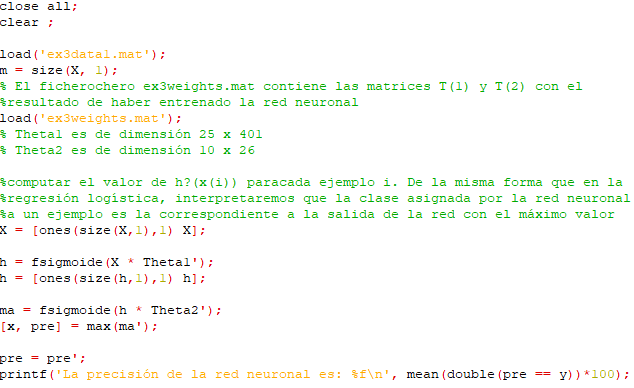 close all;
clear ;
load('ex3data1.mat');
m = size(X, 1);
% El ficherochero ex3weights.mat contiene las matrices T(1) y T(2) con el
%resultado de haber entrenado la red neuronal
load('ex3weights.mat');
% Theta1 es de dimensión 25 x 401
% Theta2 es de dimensión 10 x 26
%computar el valor de h?(x(i)) paracada ejemplo i. De la misma forma que en la
%regresión logística, interpretaremos que la clase asignada por la red neuronal
%a un ejemplo es la correspondiente a la salida de la red con el máximo valor
X = [ones(size(X,1),1) X];
h = fsigmoide(X * Theta1');
h = [ones(size(h,1),1) h];
ma = fsigmoide(h * Theta2');
[x, pre] = max(ma');
pre = pre';
printf('La precisión de la red neuronal es: %f\n', mean(double(pre == y))*100);